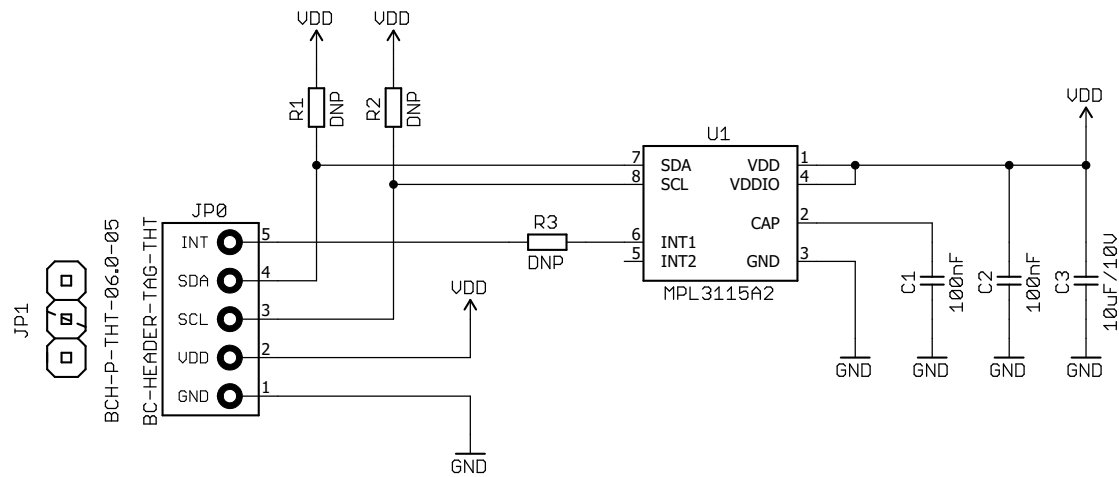 VDD
VDD
R1
DNP
R2
DNP
VDD
U1
7
SDA
VDD
1
8
SCL
VDDIO
4
CAP
2
6
INT1
5
INT2
GND
3
MPL3115A2
R3
DNP
JP0
INT
5
SDA
4
SCL
3
VDD
2
GND
1
BC-HEADER-TAG-THT
BCH-P-THT-06.0-05
JP1
VDD
GND
C1
100nF
C2
100nF
C3
10uF/10V
GND
GND
GND
GND